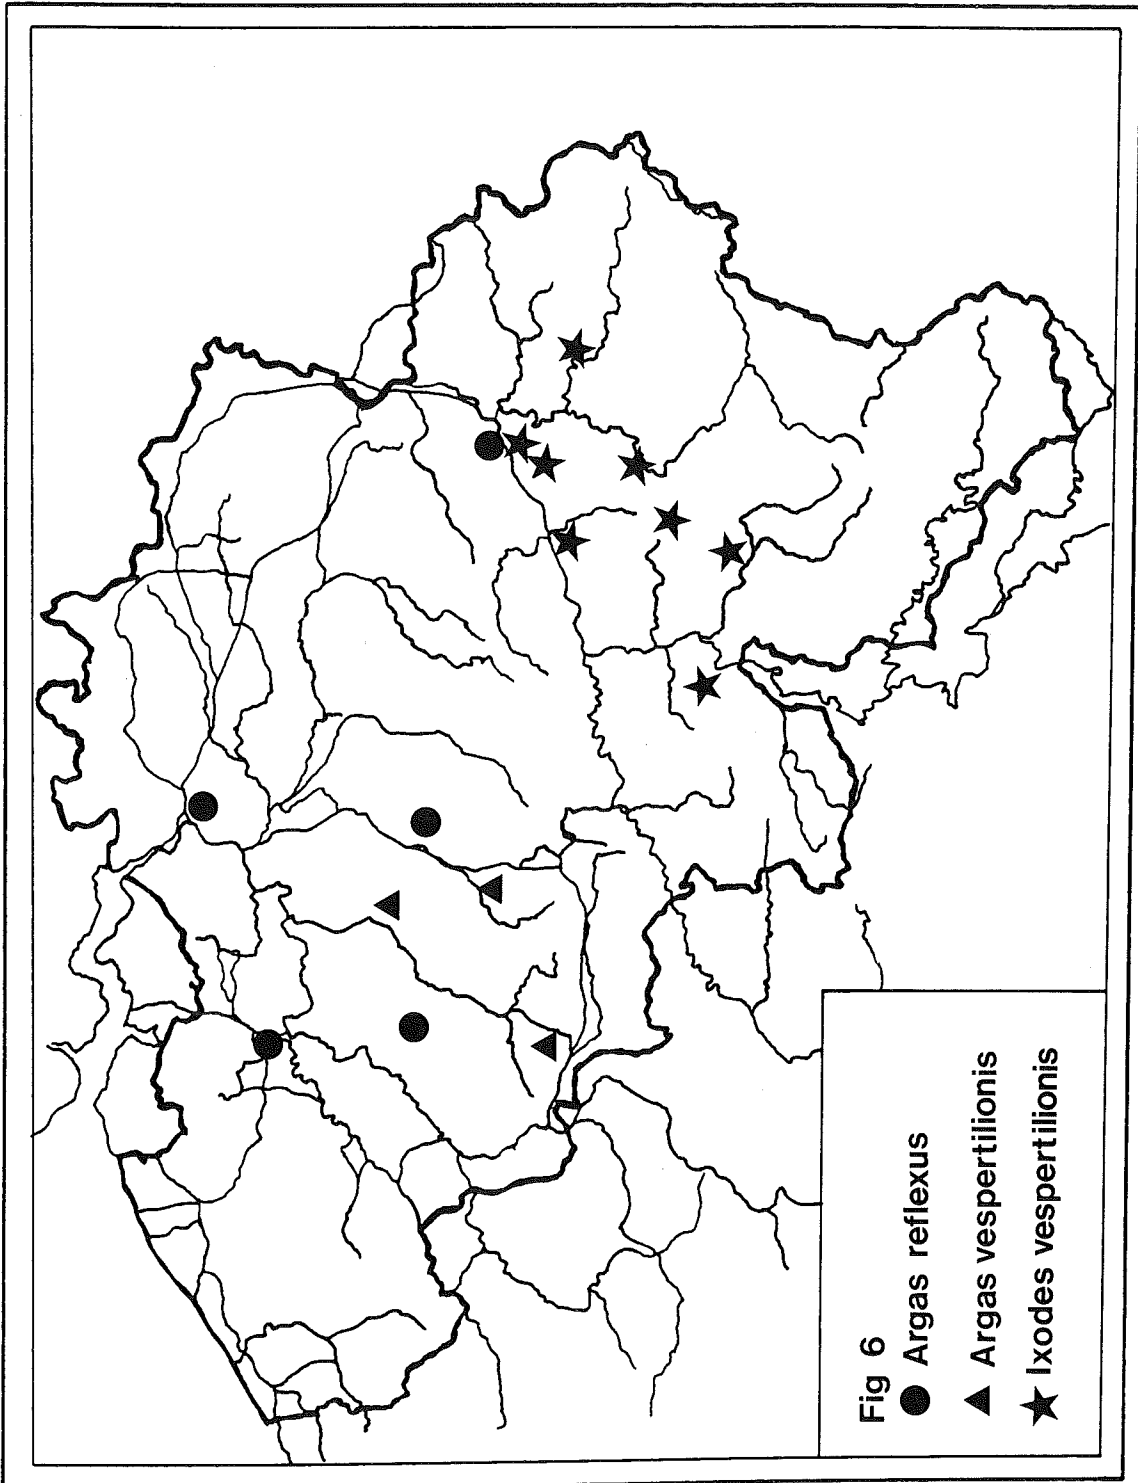 Fig 6
Argas reflexus
Argas vespertilionis
Ixodes vespertilionis